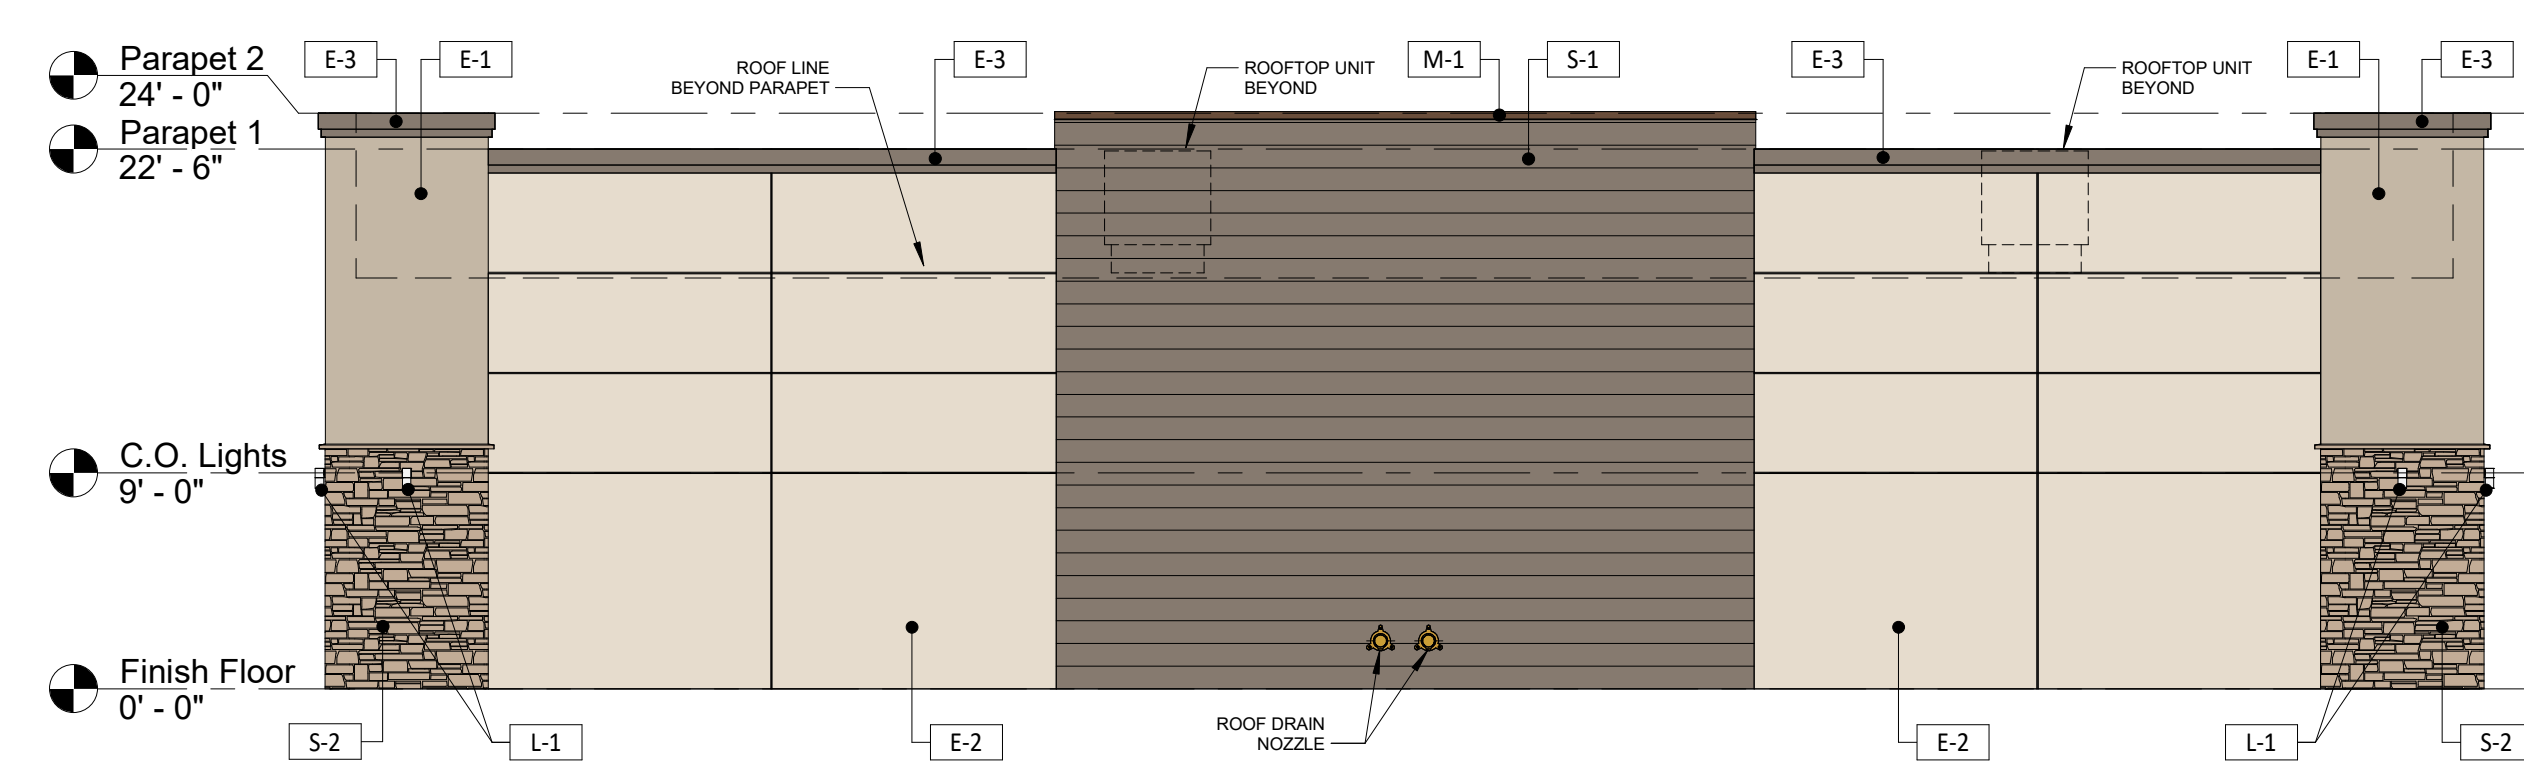 Parapet 2
24' - 0"
Parapet 1
22' - 6"
C.O. Lights
9' - 0"
Finish Floor
0' - 0"
E-3
E-1
ROOF LINE
BEYOND PARAPET
E-3
ROOFTOP UNIT
BEYOND
M-1
S-1
E-3
ROOFTOP UNIT
BEYOND
E-1
E-3
S-2
L-1
E-2
ROOF DRAIN
NOZZLE
E-2
L-1
S-2